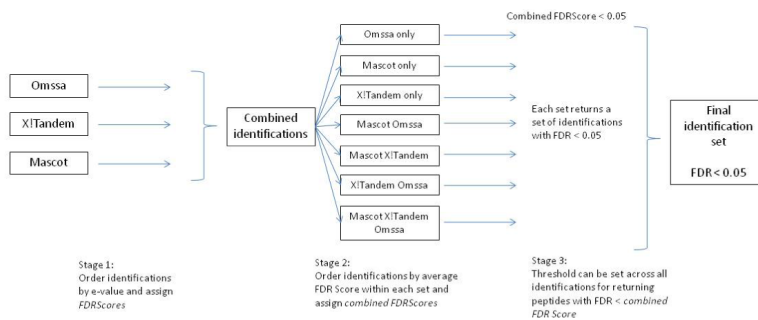 Omssa
X!Tandem
Mascot
Combined
identifications
Omssa only
Mascot only
X!Tandem only
Mascot Omssa
Mascot X!Tandem
X!Tandem Omssa
Mascot X!Tandem
Omssa
Combined FDRScore < 0.05
Each set returns a
set of identifications
with FDR < 0.05
Final
identification
set
FDR < 0.05
Stage 1:
Order identifications
by e-value and assign
FDRScores
Stage 2:
Order identifications by average
FDR Score within each set and
assign combined FDRScores
Stage 3:
Threshold can be set across all
identifications for returning
peptides with FDR < combined
FDR Score